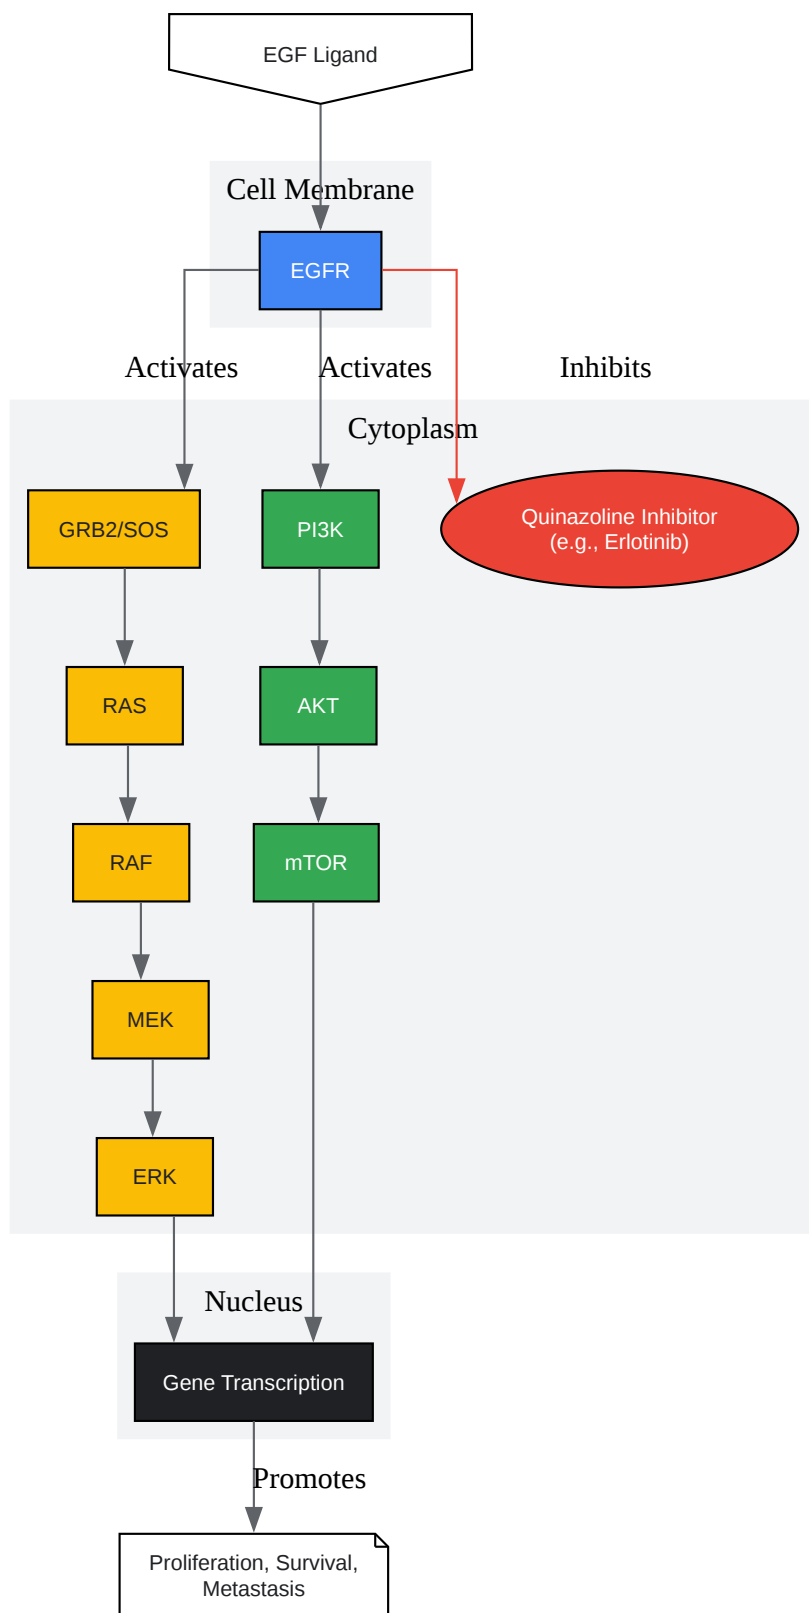 EGF Ligand
Cell Membrane
EGFR
Activates
Activates
Inhibits
Cytoplasm
GRB2/SOS
PI3K
Quinazoline Inhibitor
(e.g., Erlotinib)
RAS
AKT
RAF
mTOR
MEK
ERK
Nucleus
Gene Transcription
Promotes
Proliferation, Survival,
Metastasis